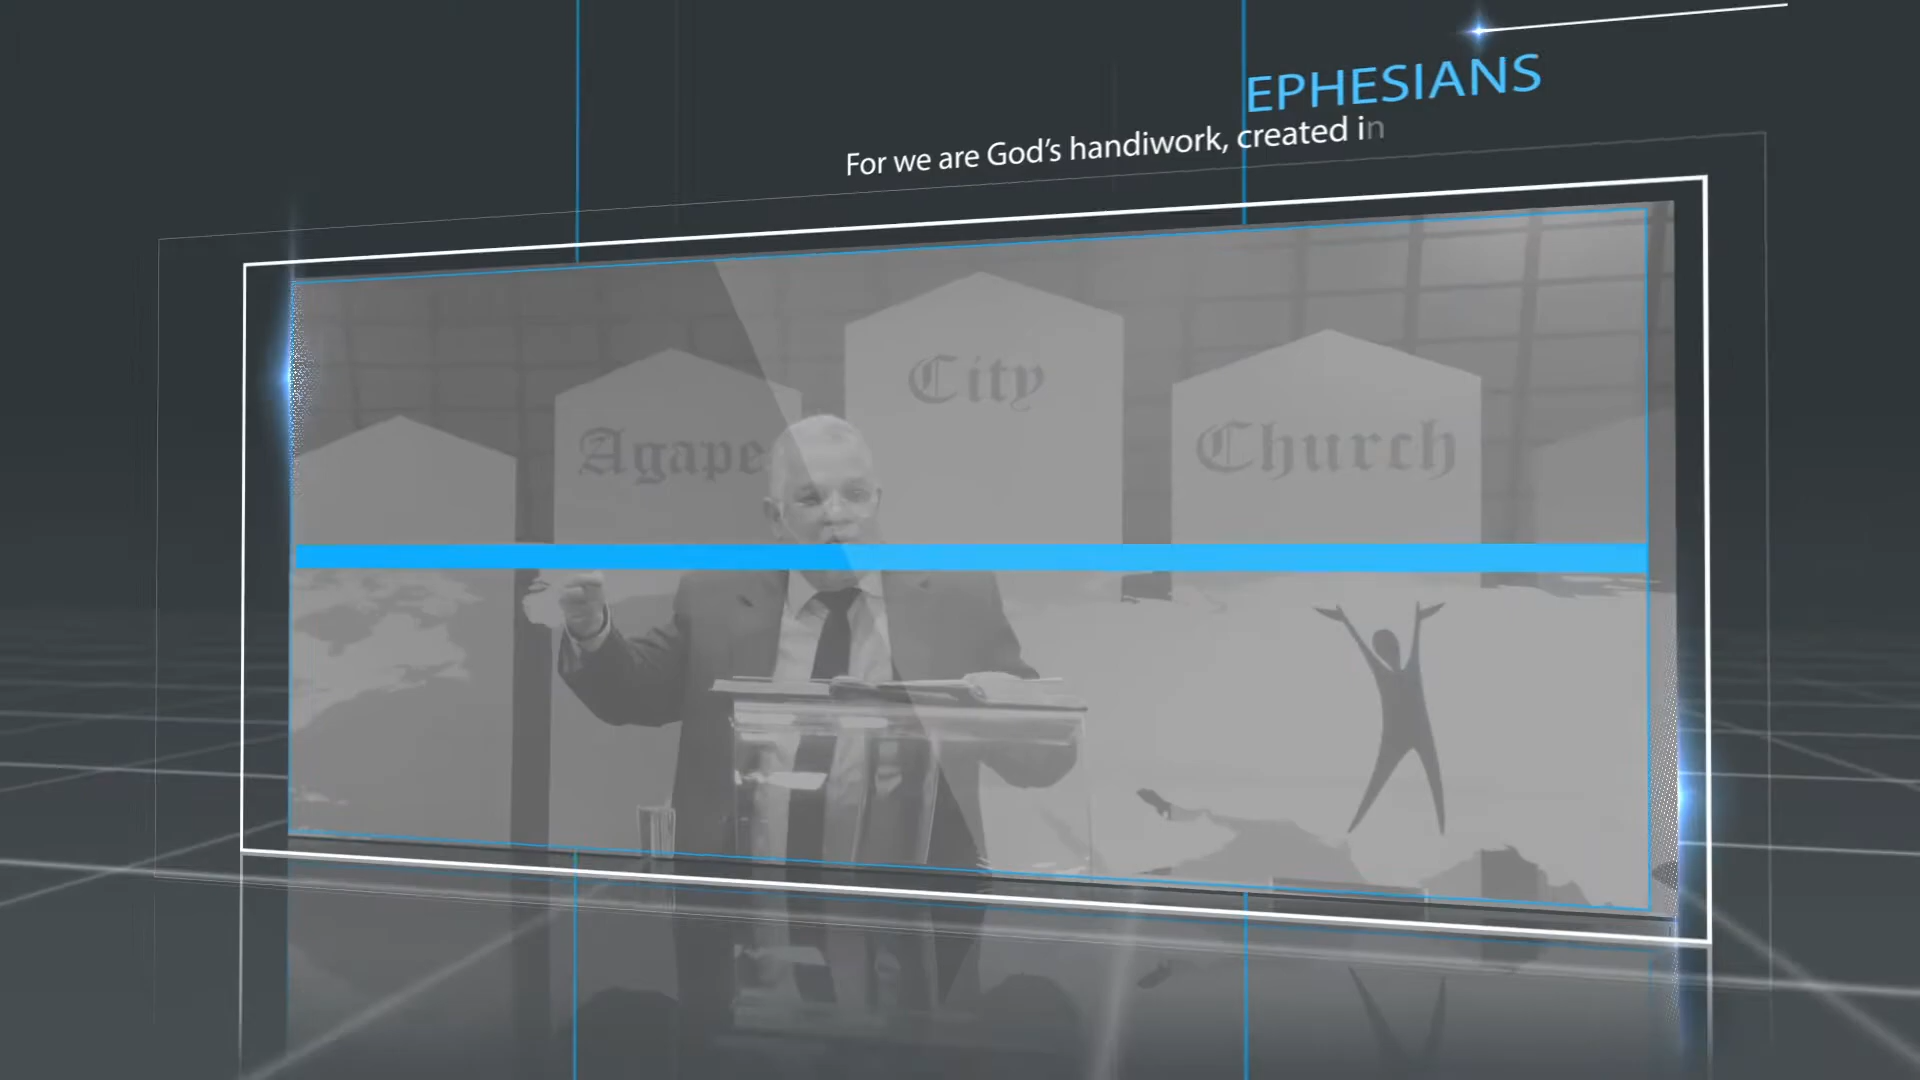 EPHESIANS
For we are God’s handiwork, created in
City
Agape
Church